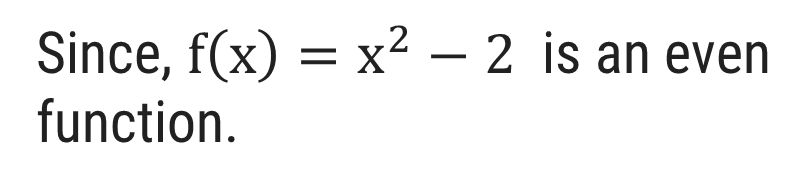 Since, f(x) = x² − 2 is an even
function.